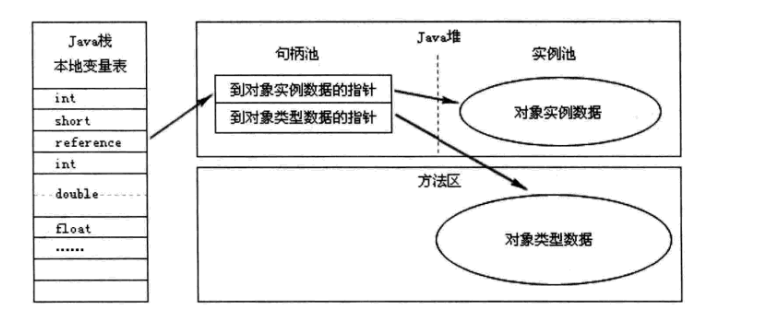 Java栈
本地变量表
int
short
reference
int
double
float
······
Java堆
句柄池
实例池
到对象实例数据的指针
到对象类型数据的指针
对象实例数据
方法区
对象类型数据